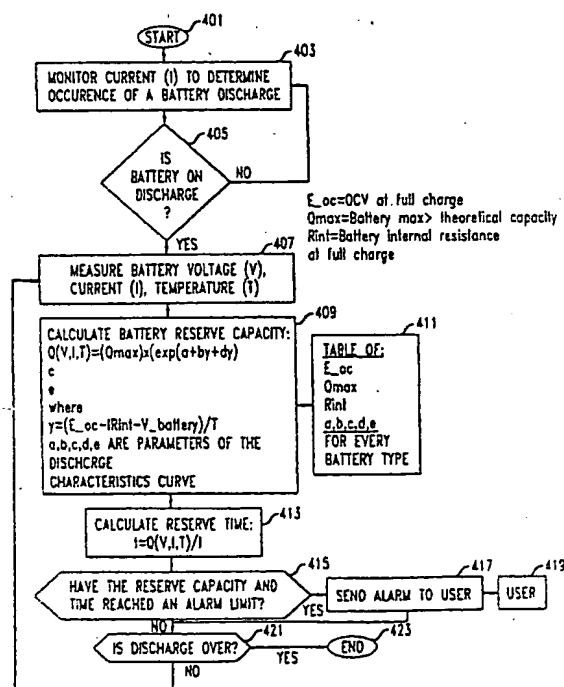 401
START
403
MONITOR CURRENT (I) TO DETERMINE
OCCURENCE OF A BATTERY DISCHARGE
405
IS
BATTERY ON
DISCHARGE
?
NO
YES
E_oc=OCV at full charge
Qmax=Battery max> theoretical capacity
Rint=Battery internal resistance
at full charge
407
MEASURE BATTERY VOLTAGE (V),
CURRENT (I), TEMPERATURE (T)
409
CALCULATE BATTERY RESERVE CAPACITY:
Q(V,I,T)=(Qmax)x(exp(a+by+dy)
c
e
where
y=(E_oc-IRint-V_battery)/T
a,b,c,d,e ARE PARAMETERS OF THE
DISCHCRGE
CHARACTERISTICS CURVE
411
TABLE OF:
E_oc
Qmax
Rint
a,b,c,d,e
FOR EVERY
BATTERY TYPE
413
CALCULATE RESERVE TIME:
t=Q(V,I,T)/I
415
HAVE THE RESERVE CAPACITY AND
TIME REACHED AN ALARM LIMIT?
YES
NO
417
SEND ALARM TO USER
419
USER
421
IS DISCHARGE OVER?
YES
NO
423
END